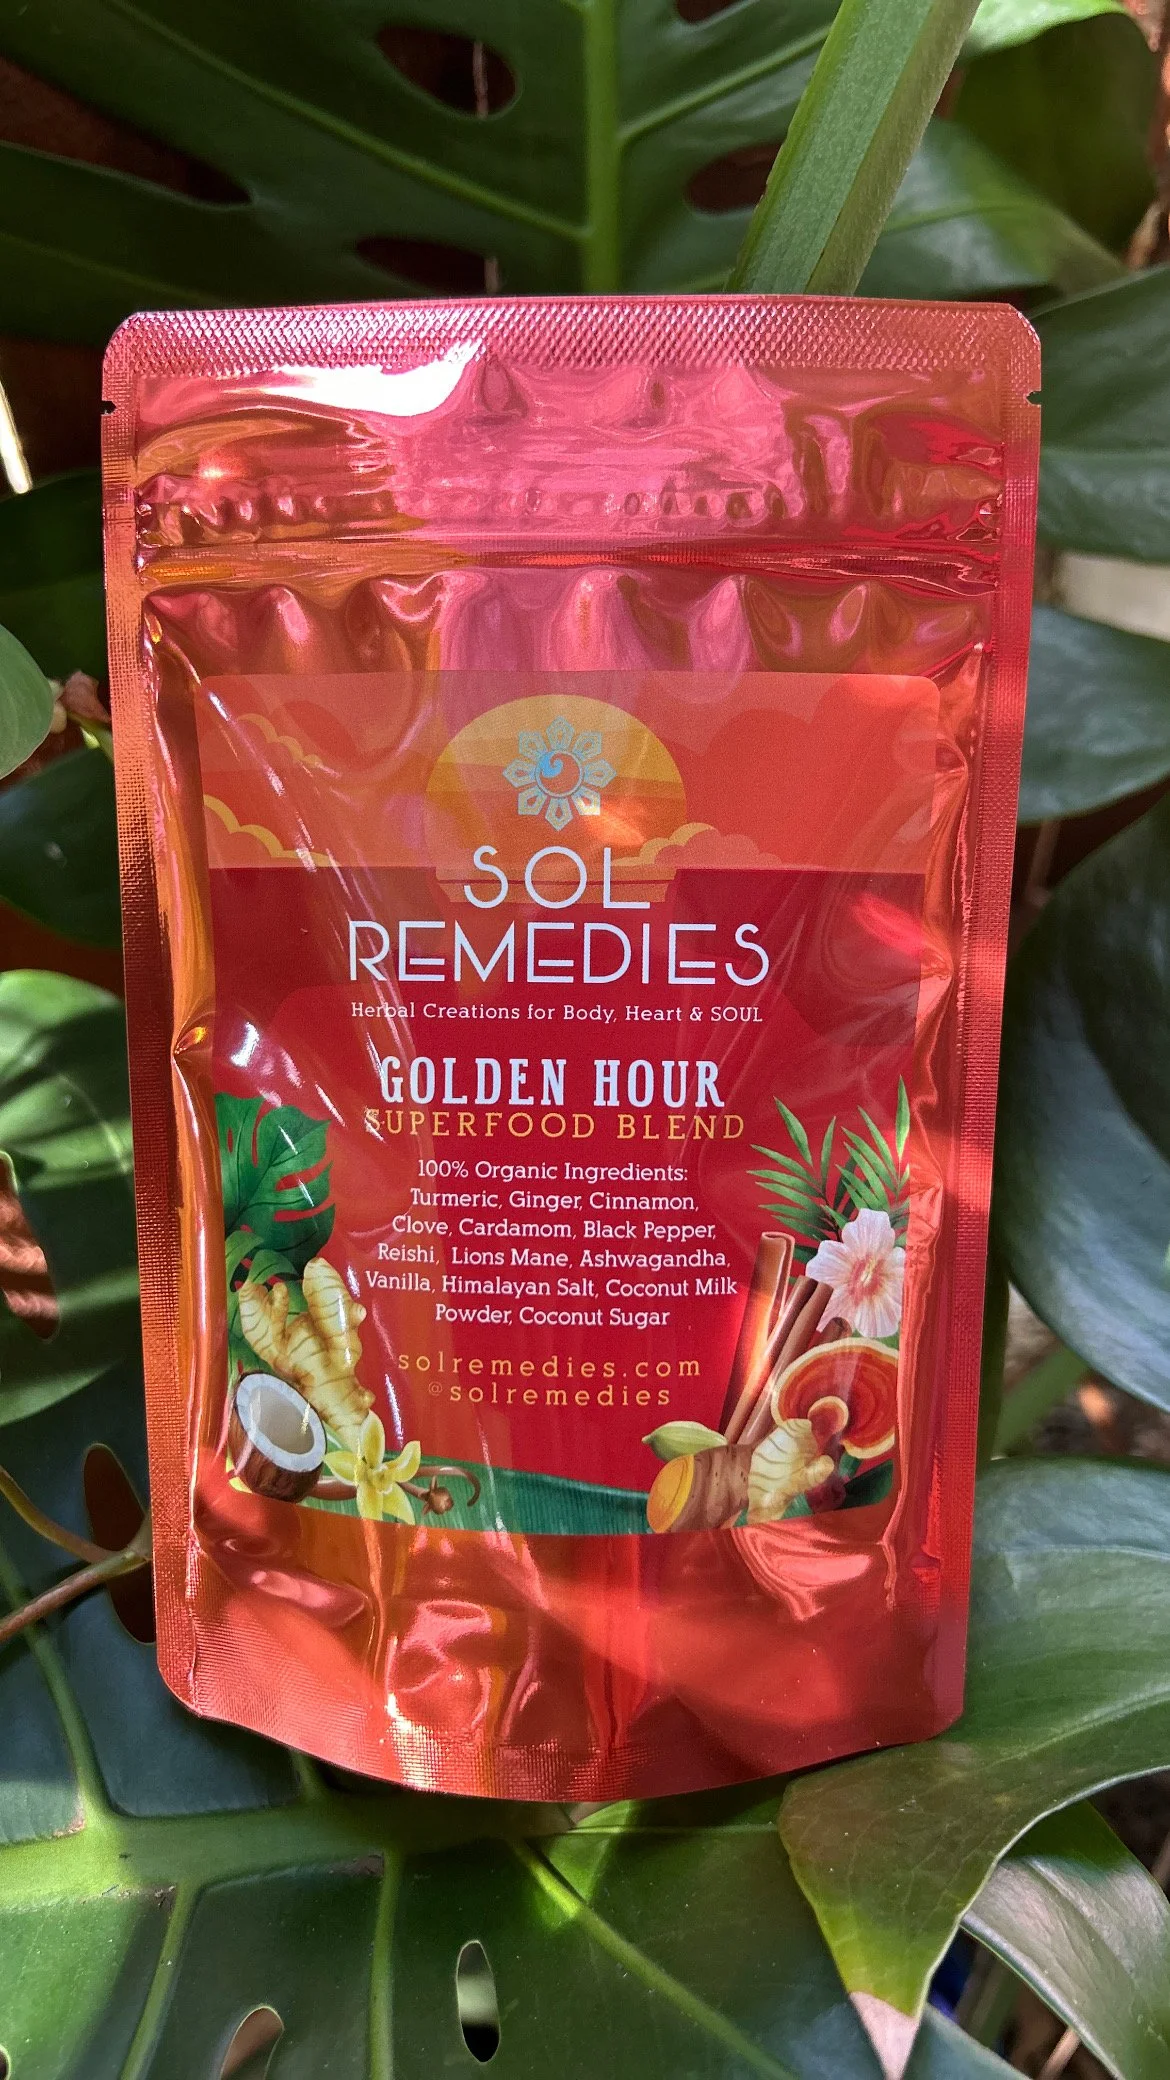 SOL
REMEDIES
Herbal Creations for Body, Heart & SOUL
GOLDEN HOUR
SUPERFOOD BLEND
100% Organic Ingredients:
Turmeric, Ginger, Cinnamon,
Clove, Cardamom, Black Pepper,
Reishi, Lions Mane, Ashwagandha,
Vanilla, Himalayan Salt, Coconut Milk
Powder, Coconut Sugar
solremedies.com
@solremedies